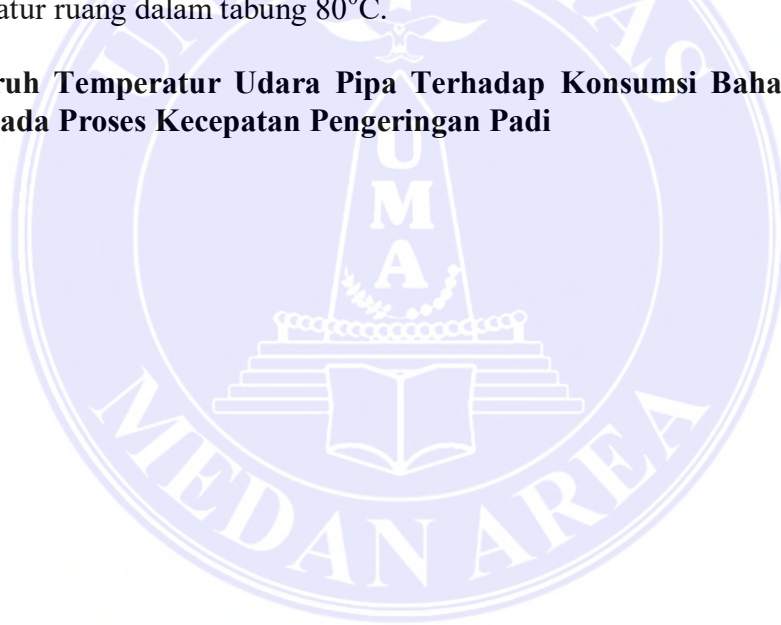 atur ruang dalam tabung 80°C.
ruh Temperatur Udara Pipa Terhadap Konsumsi Baha
ada Proses Kecepatan Pengeringan Padi
U
M
A
MEDAN AREA